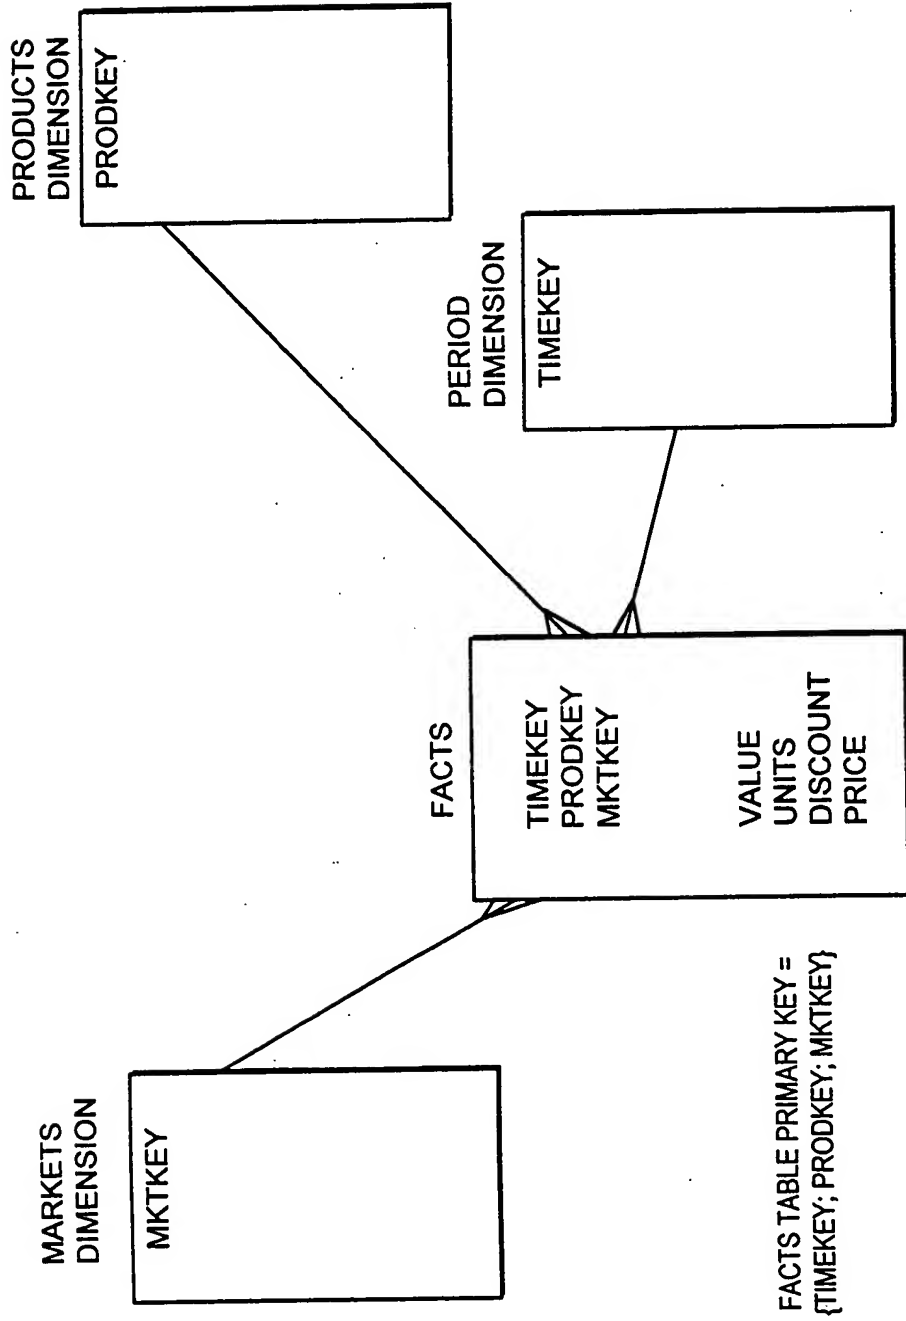 PRODUCTS
DIMENSION
PRODKEY
MARKETS
DIMENSION
MKTKEY
FACTS
TIMEKEY
PRODKEY
MKTKEY
VALUE
UNITS
DISCOUNT
PRICE
PERIOD
DIMENSION
TIMEKEY
FACTS TABLE PRIMARY KEY =
{TIMEKEY; PRODKEY; MKTKEY}